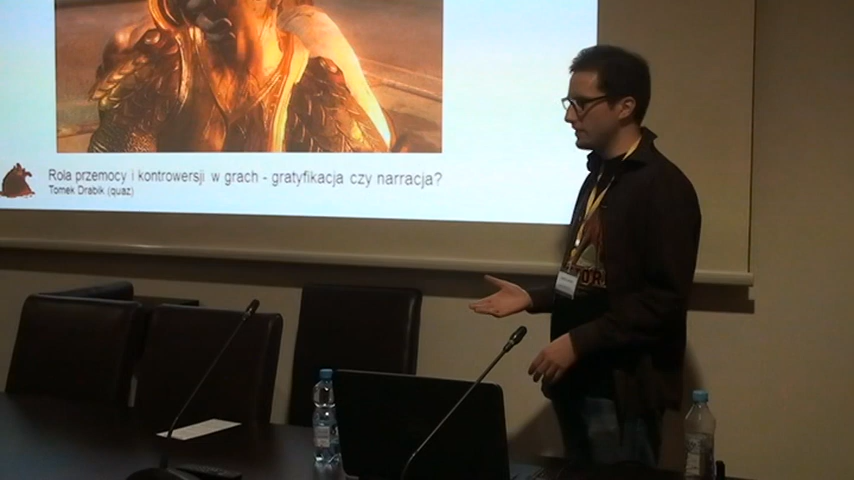 Rola przemocy i kontrowersji w grach - gratyfikacja czy narracja?
Tomek Drabik (quaz)